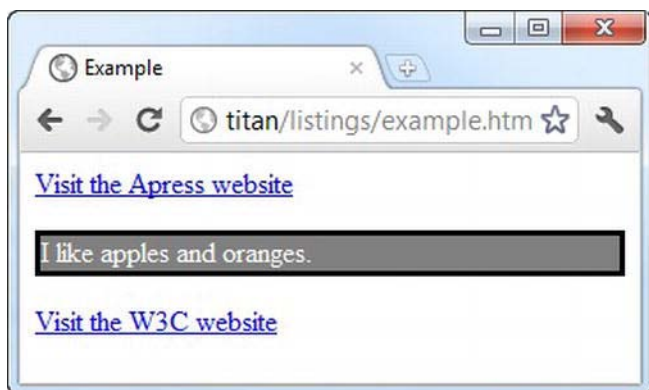 Example
titan/listings/example.htm
Visit the Apress website
I like apples and oranges.
Visit the W3C website